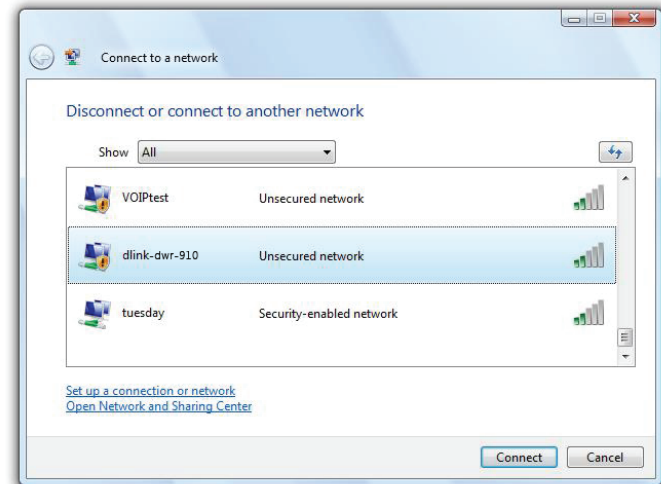 Connect to a network
Disconnect or connect to another network
Show All
VOIPtest Unsecured network
dlink-dwr-910 Unsecured network
tuesday Security-enabled network
Set up a connection or network
Open Network and Sharing Center
Connect Cancel